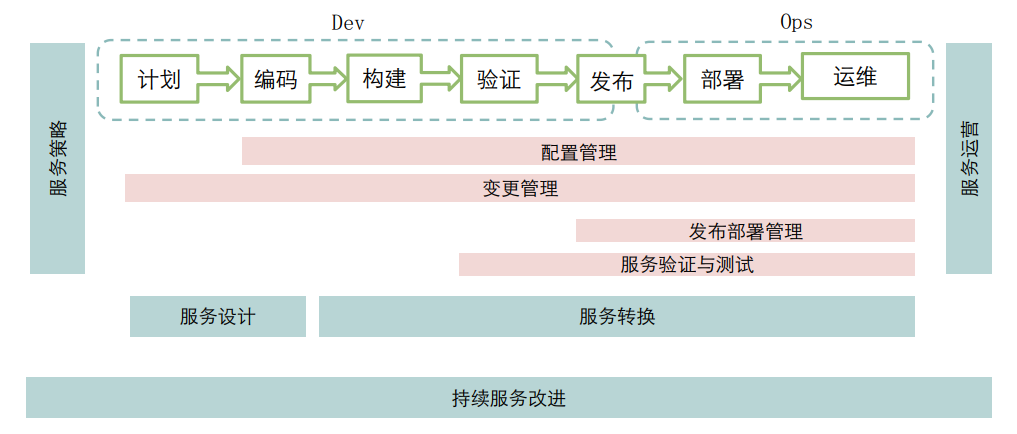 Dev
Ops
服务策略
计划
编码
构建
验证
发布
部署
运维
服务运营
配置管理
变更管理
发布部署管理
服务验证与测试
服务设计
服务转换
持续服务改进